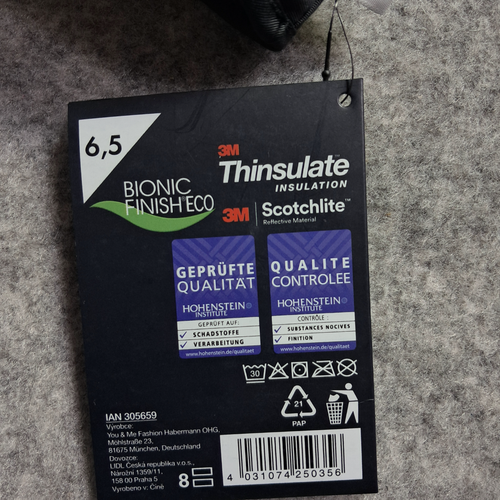 6,5
3M
Thinsulate
INSULATION
BIONIC
FINISH ECO
3M Scotchlite™
Reflective Material
GEPRÜFTE
QUALITÄT
HOHENSTEIN
INSTITUTE
GEPRÜFT AUF:
SCHADSTOFFE
VERARBEITUNG
www.hohenstein.de/qualitaet
QUALITE
CONTROLEE
HOHENSTEIN
INSTITUTE
CONTRÔLE :
SUBSTANCES NOCIVES
FINITION
www.hohenstein.de/qualitaet
30
21
PAP
IAN 305659
Výrobce:
You & Me Fashion Habermann OHG,
Möhlstraße 23,
81675 München, Deutschland
Dovozce:
LIDL Česká republika v.o.s.,
Nárožní 1359/11,
158 00 Praha 5
Vyrobeno v: Číně
8
4 031074 250356